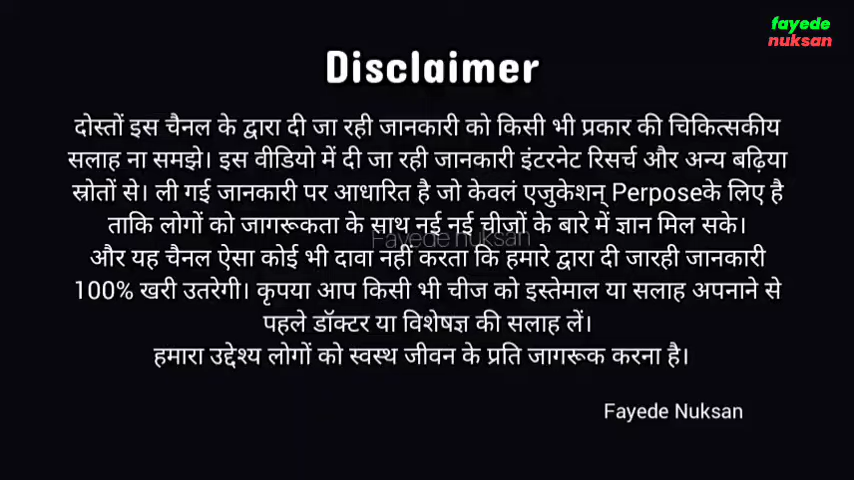 fayede
nuksan
Disclaimer
दोस्तों इस चैनल के द्वारा दी जा रही जानकारी को किसी भी प्रकार की चिकित्सकीय
सलाह ना समझे। इस वीडियो में दी जा रही जानकारी इंटरनेट रिसर्च और अन्य बढ़िया
स्रोतों से। ली गई जानकारी पर आधारित है जो केवलं एजुकेशन् Perposeके लिए है
ताकि लोगों को जागरूकता के साथ नई नई चीजों के बारे में ज्ञान मिल सके।
Fayede nuksan
और यह चैनल ऐसा कोई भी दावा नहीं करता कि हमारे द्वारा दी जारही जानकारी
100% खरी उतरेगी। कृपया आप किसी भी चीज को इस्तेमाल या सलाह अपनाने से
पहले डॉक्टर या विशेषज्ञ की सलाह लें।
हमारा उद्देश्य लोगों को स्वस्थ जीवन के प्रति जागरूक करना है।
Fayede Nuksan